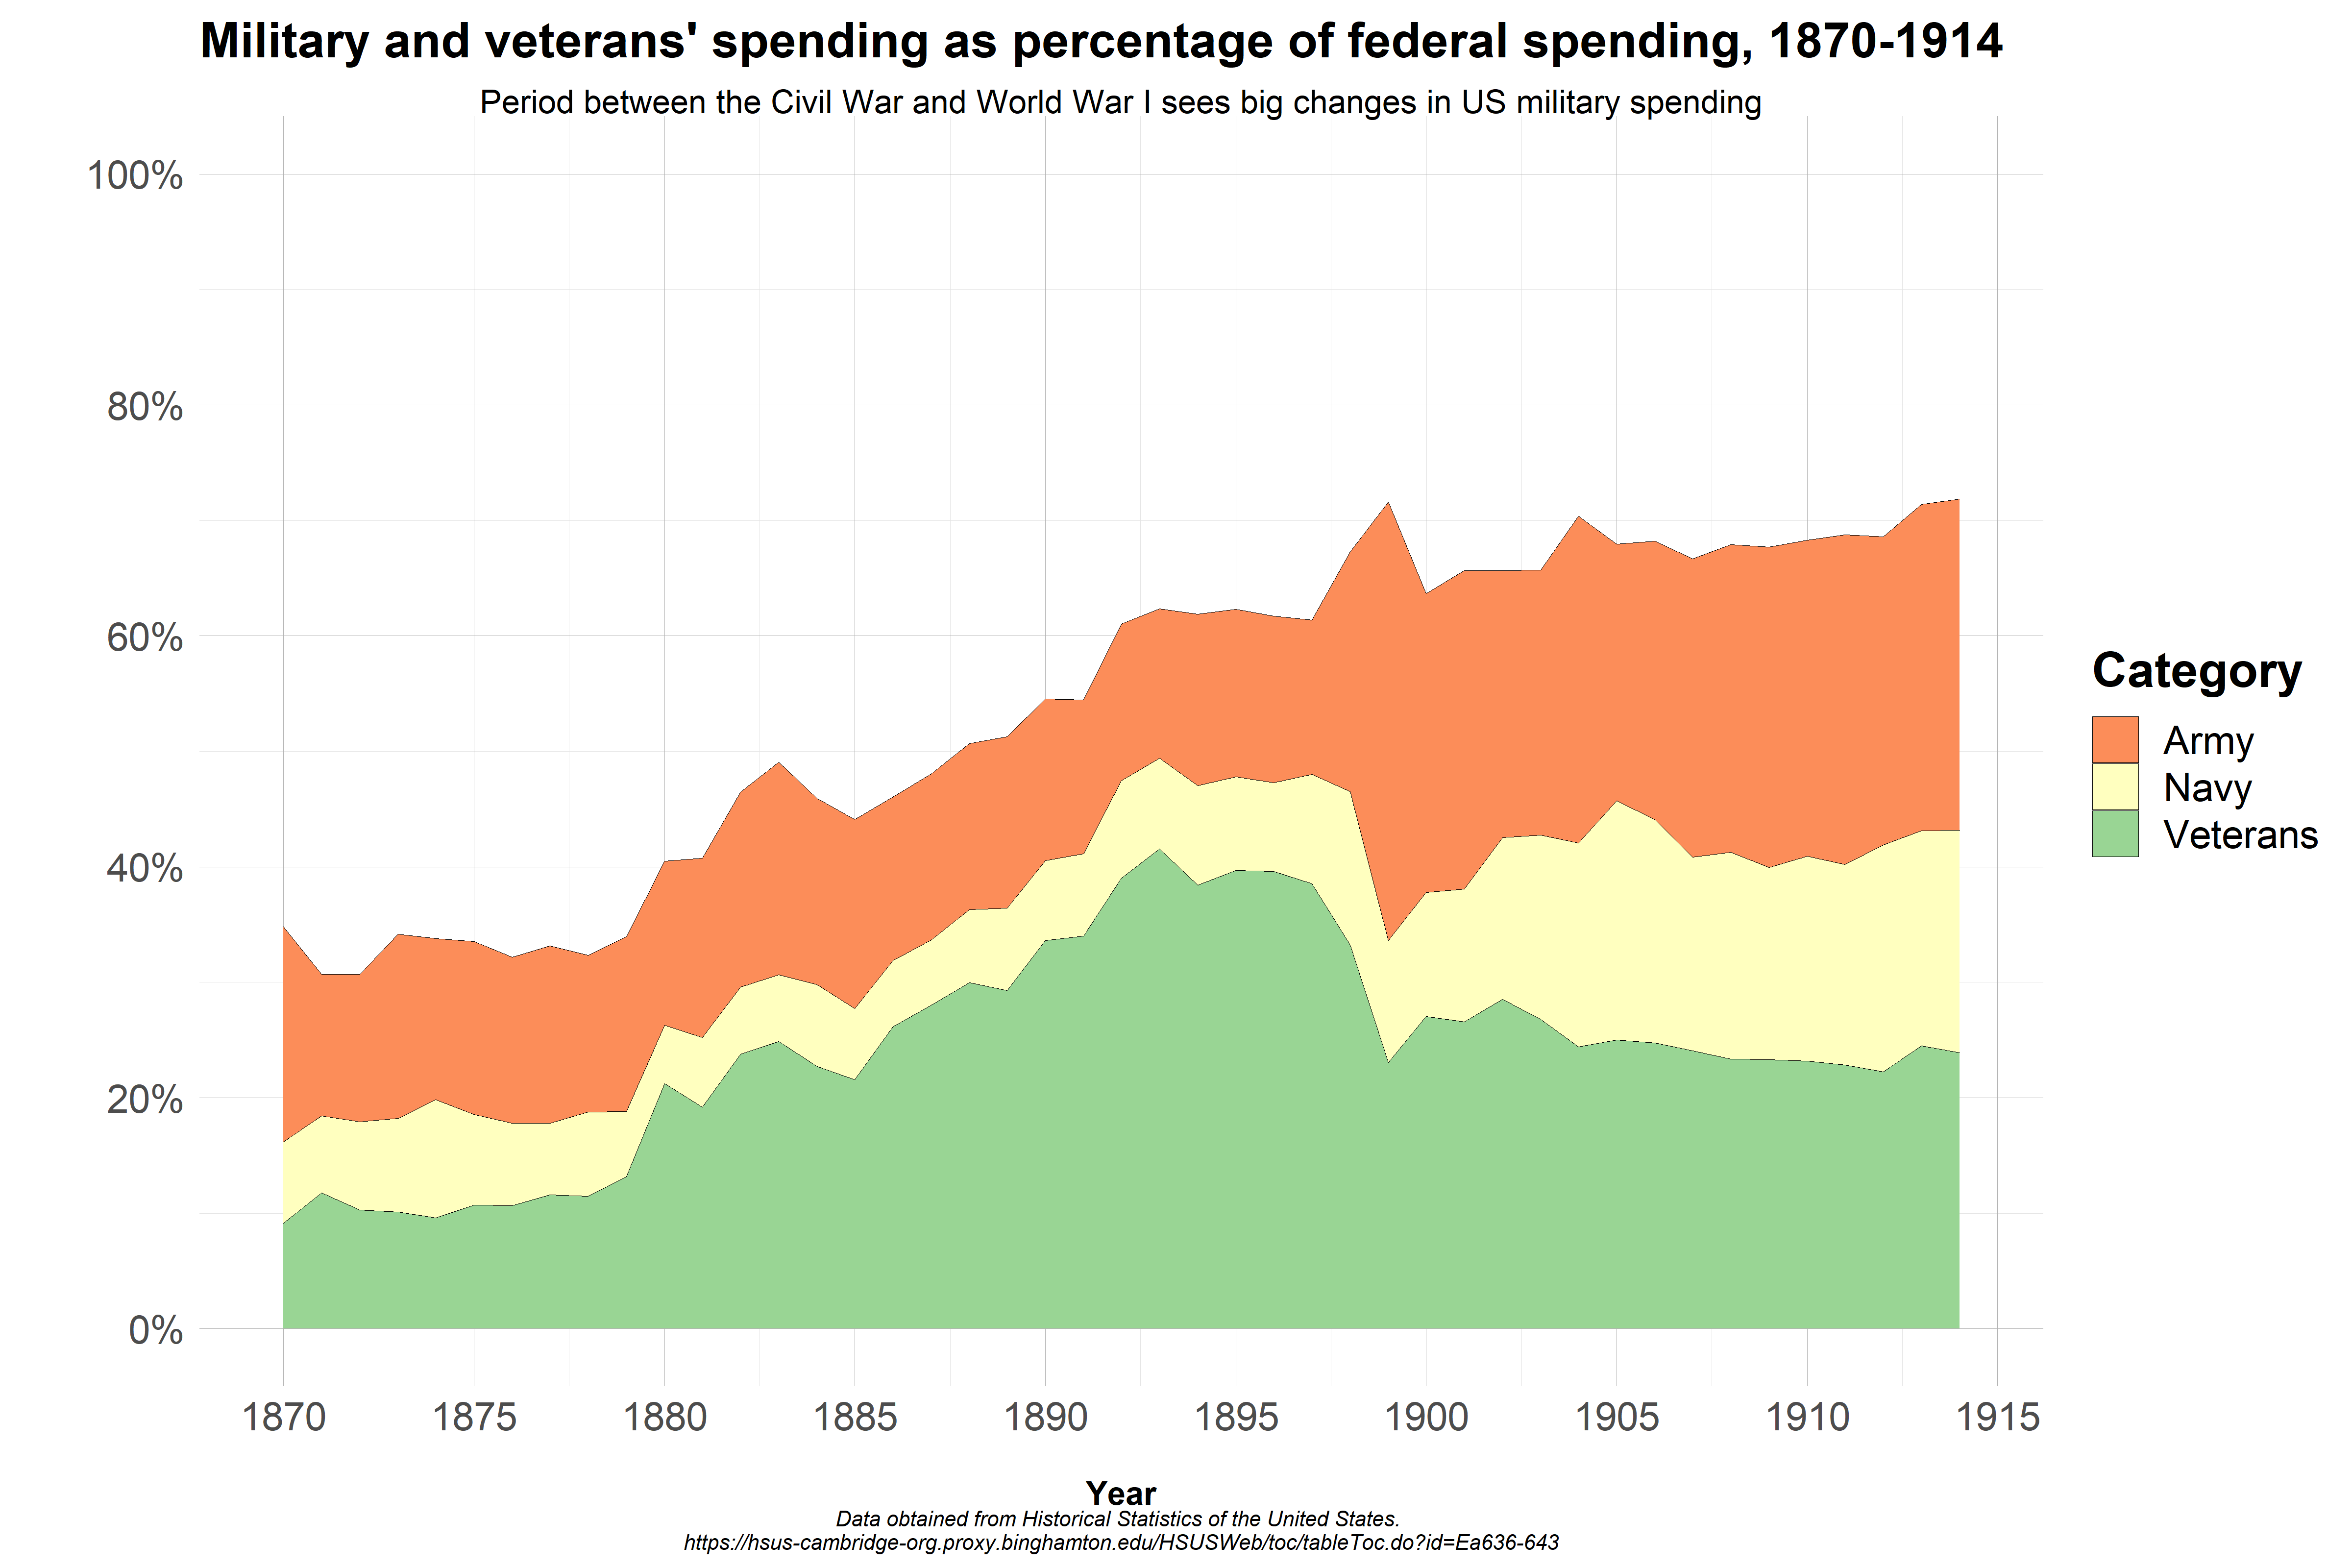 Military and veterans' spending as percentage of federal spending, 1870-1914
Period between the Civil War and World War I sees big changes in US military spending
100%
80%
60%
40%
20%
0%
1870
1875
1880
1885
1890
1895
1900
1905
1910
1915
Year
Category
Army
Navy
Veterans
Data obtained from Historical Statistics of the United States.
https://hsus-cambridge-org.proxy.binghamton.edu/HSUSWeb/toc/tableToc.do?id=Ea636-643